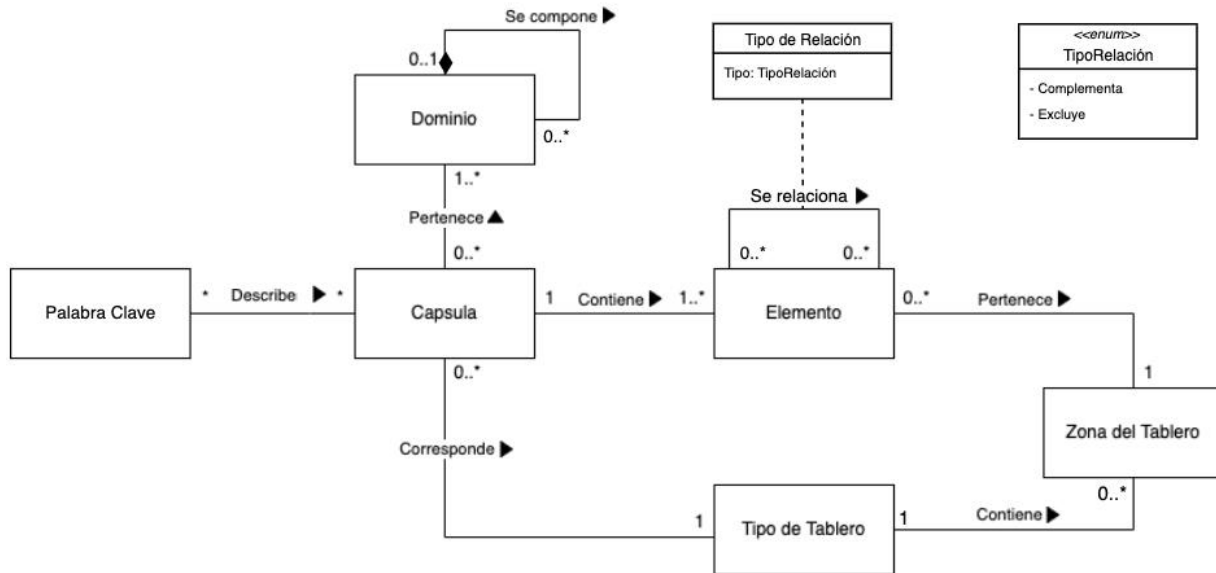 Se compone
0..1
Dominio
0..*
Tipo de Relación
Tipo: TipoRelación
<<enum>>
TipoRelación
- Complementa
- Excluye
1..*
Pertenece
0..*
Se relaciona
0..*
0..*
Palabra Clave
*
Describe
*
Capsula
1
Contiene
1..*
Elemento
0..*
Pertenece
1
0..*
Corresponde
1
Zona del Tablero
0..*
Tipo de Tablero
1
Contiene